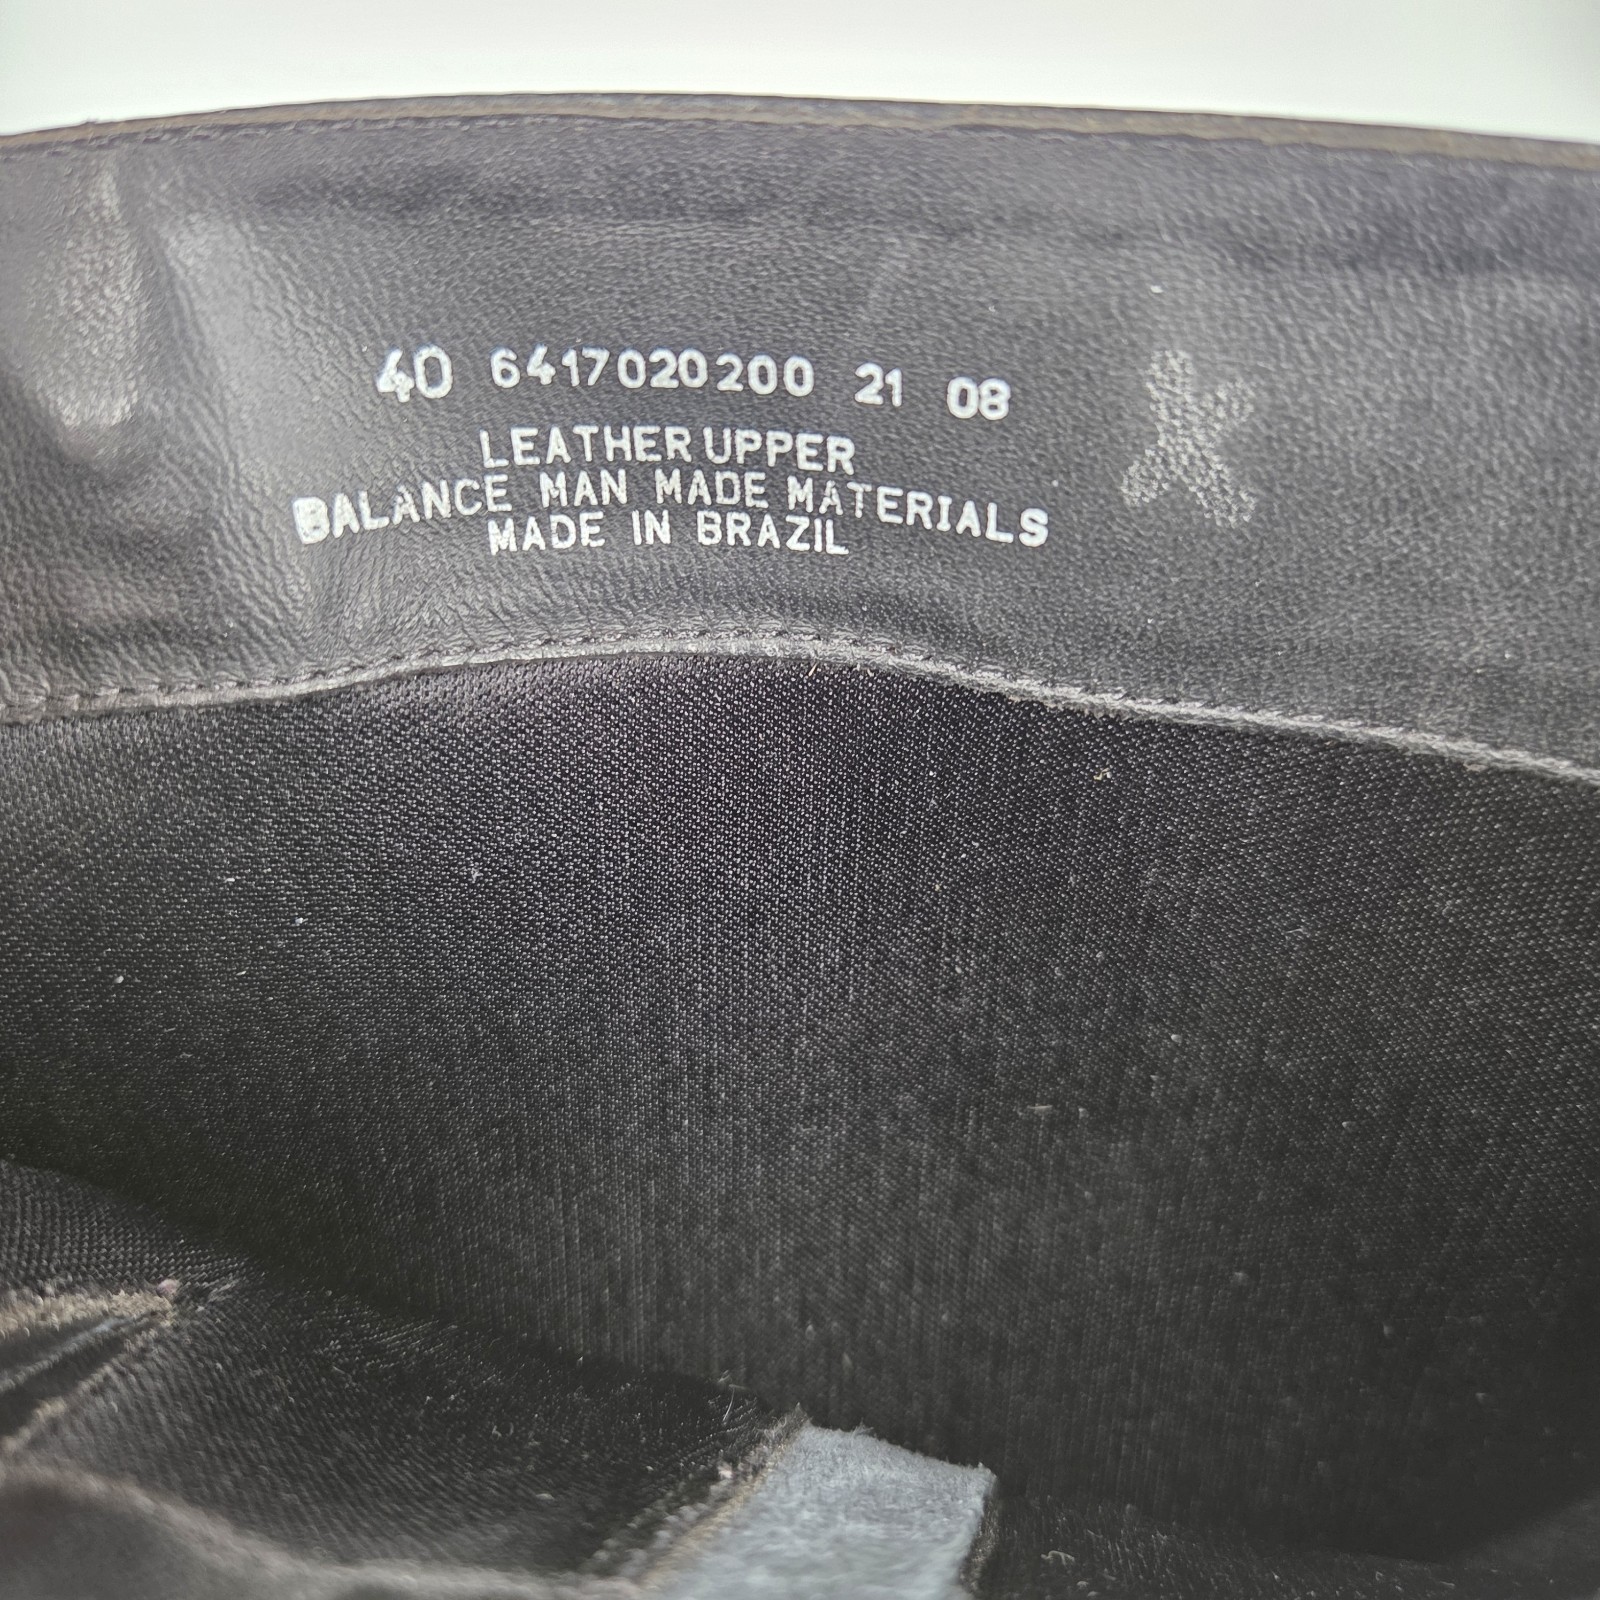 40 6417020200 21 08
LEATHER UPPER
BALANCE MAN MADE MATERIALS
MADE IN BRAZIL